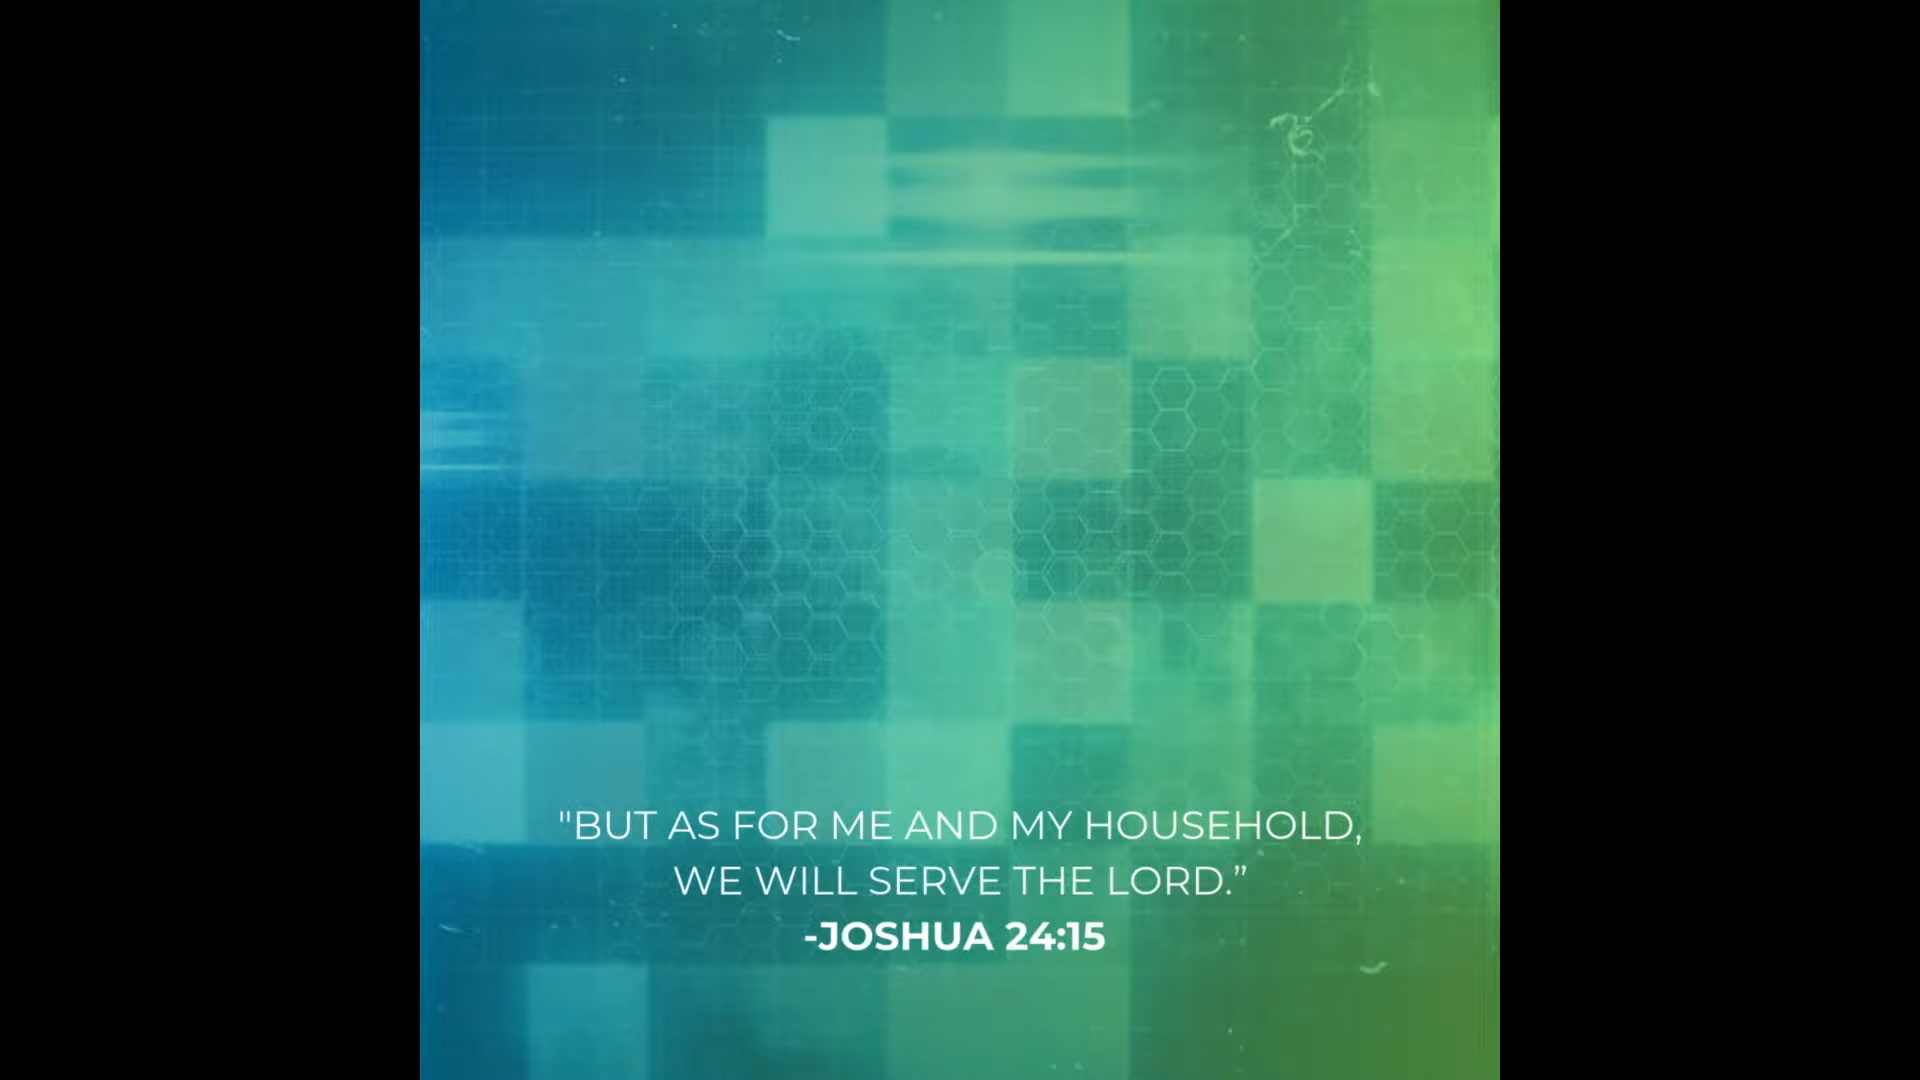 "BUT AS FOR ME AND MY HOUSEHOLD,
WE WILL SERVE THE LORD.”
-JOSHUA 24:15